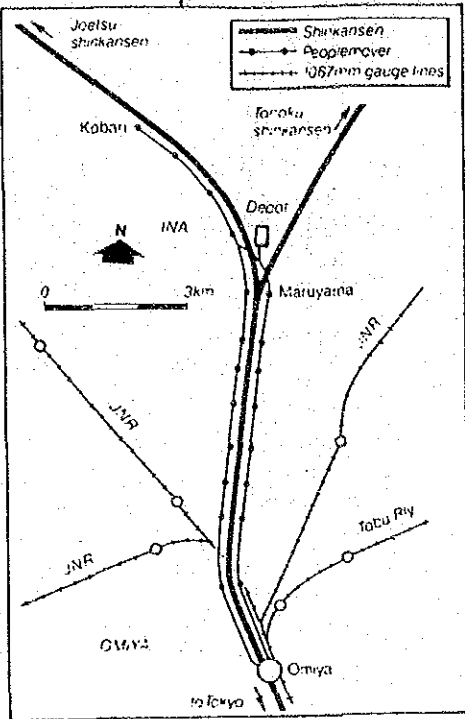 Joetsu
shinkansen
Shinkansen
Peoplemover
1067mm gauge lines
Tohoku
shinkansen
Kobari
Depot
INA
N
0 3km
Maruyama
JNR
JNR
JNR
Tobu Rly
OMIYA
Omiya
to Tokyo